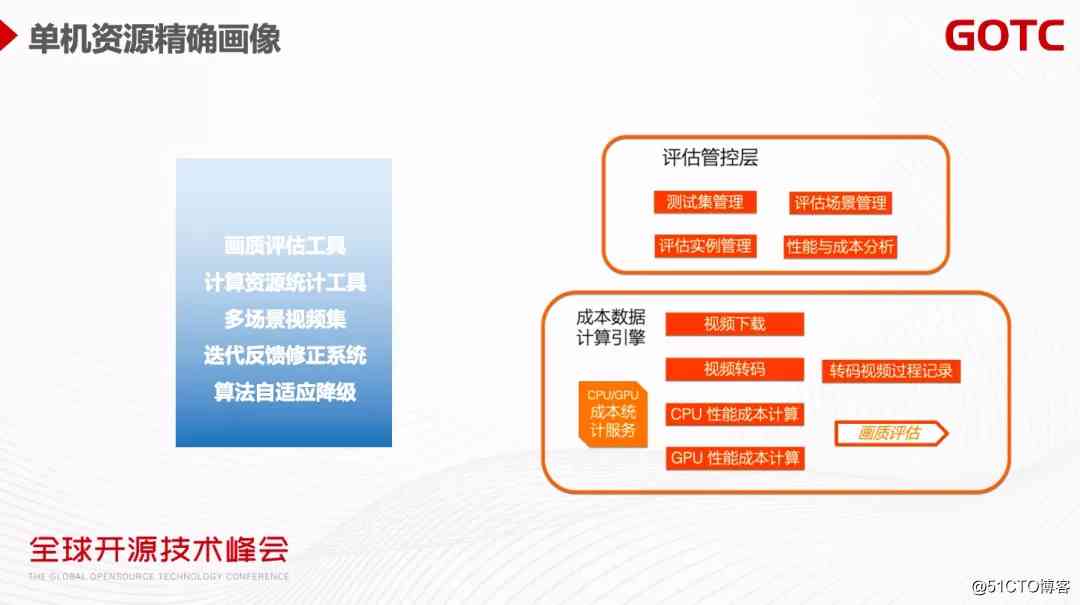 单机资源精确画像
GOTC
画质评估工具
计算资源统计工具
多场景视频集
迭代反馈修正系统
算法自适应降级
评估管控层
测试集管理
评估场景管理
评估实例管理
性能与成本分析
成本数据
计算引擎
视频下载
视频转码
转码视频过程记录
CPU/GPU
成本统
计服务
CPU 性能成本计算
画质评估
GPU 性能成本计算
全球开源技术峰会
THE GLOBAL OPENSOURCE TECHNOLOGY CONFERENCE
@51CTO博客